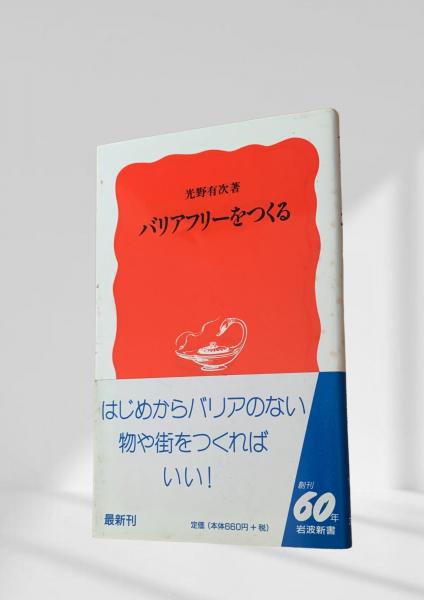 光野有次著
バリアフリーをつくる
はじめからバリアのない
物や街をつくれば
いい!
最新刊
定価(本体660円+税)
創刊
60年
岩波新書